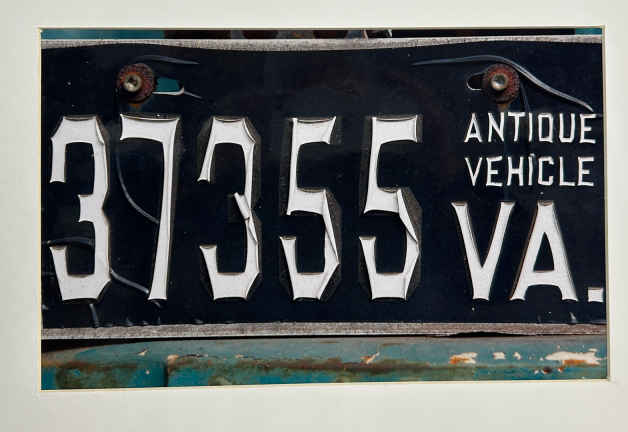 37355
ANTIQUE
VEHICLE
VA.